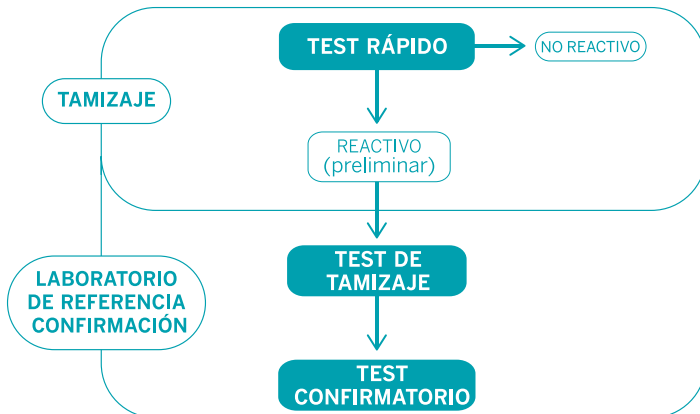 TEST RÁPIDO
NO REACTIVO
TAMIZAJE
REACTIVO
(preliminar)
TEST DE
TAMIZAJE
LABORATORIO
DE REFERENCIA
CONFIRMACIÓN
TEST
CONFIRMATORIO